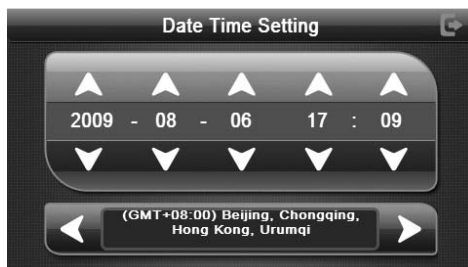 Date Time Setting
2009 - 08 - 06 17 : 09
(GMT+08:00) Beijing, Chongqing,
Hong Kong, Urumqi